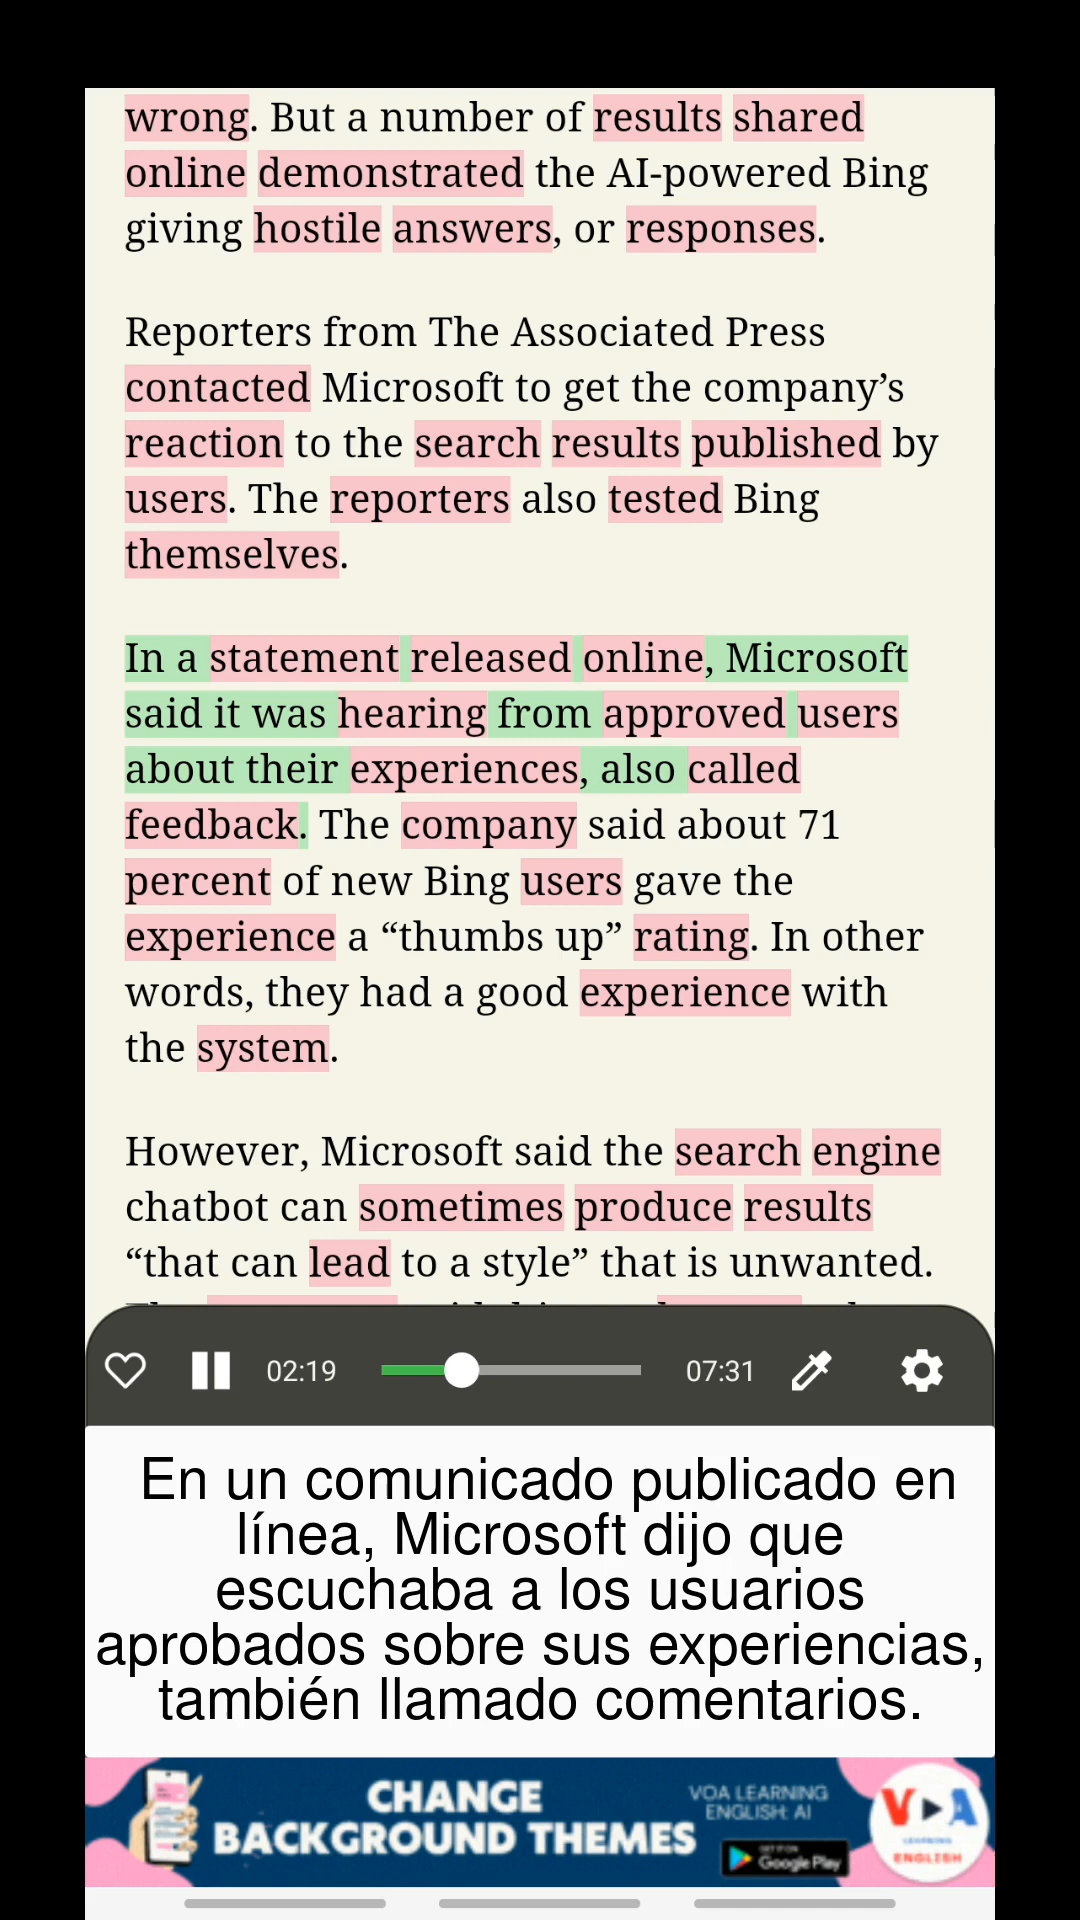 wrong. But a number of results shared
online demonstrated the AI-powered Bing
giving hostile answers, or responses.
Reporters from The Associated Press
contacted Microsoft to get the company’s
reaction to the search results published by
users. The reporters also tested Bing
themselves.
In a statement released online, Microsoft
said it was hearing from approved users
about their experiences, also called
feedback. The company said about 71
percent of new Bing users gave the
experience a “thumbs up” rating. In other
words, they had a good experience with
the system.
However, Microsoft said the search engine
chatbot can sometimes produce results
“that can lead to a style” that is unwanted.
02:19
07:31
En un comunicado publicado en
línea, Microsoft dijo que
escuchaba a los usuarios
aprobados sobre sus experiencias,
también llamado comentarios.
CHANGE
BACKGROUND THEMES
VOA LEARNING
ENGLISH: AI
GET IT ON
Google Play
VOA
LEARNING
ENGLISH